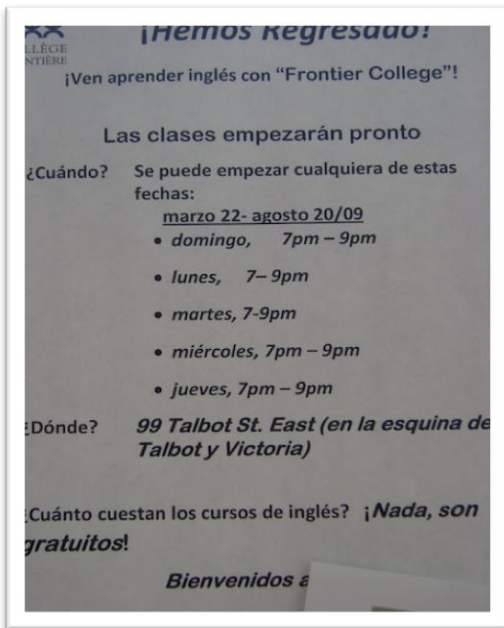 LLÈGE
NTIÈRE
¡Hemos Regresado!
¡Ven aprender inglés con “Frontier College”!
Las clases empezarán pronto
¿Cuándo? Se puede empezar cualquiera de estas
fechas:
marzo 22- agosto 20/09
• domingo, 7pm – 9pm
• lunes, 7– 9pm
• martes, 7-9pm
• miércoles, 7pm – 9pm
• jueves, 7pm – 9pm
¿Dónde? 99 Talbot St. East (en la esquina de
Talbot y Victoria)
¿Cuánto cuestan los cursos de inglés? ¡Nada, son
gratuitos!
Bienvenidos a